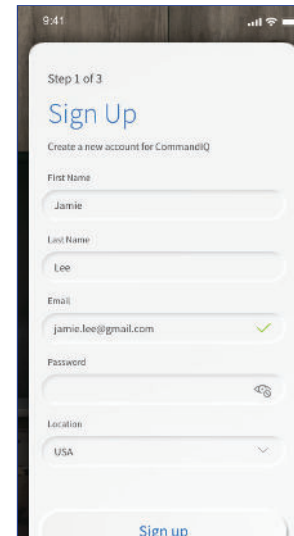 9:41
Step 1 of 3
Sign Up
Create a new account for CommandIQ
First Name
Jamie
Last Name
Lee
Email
jamie.lee@gmail.com
Password
Location
USA
Sign up